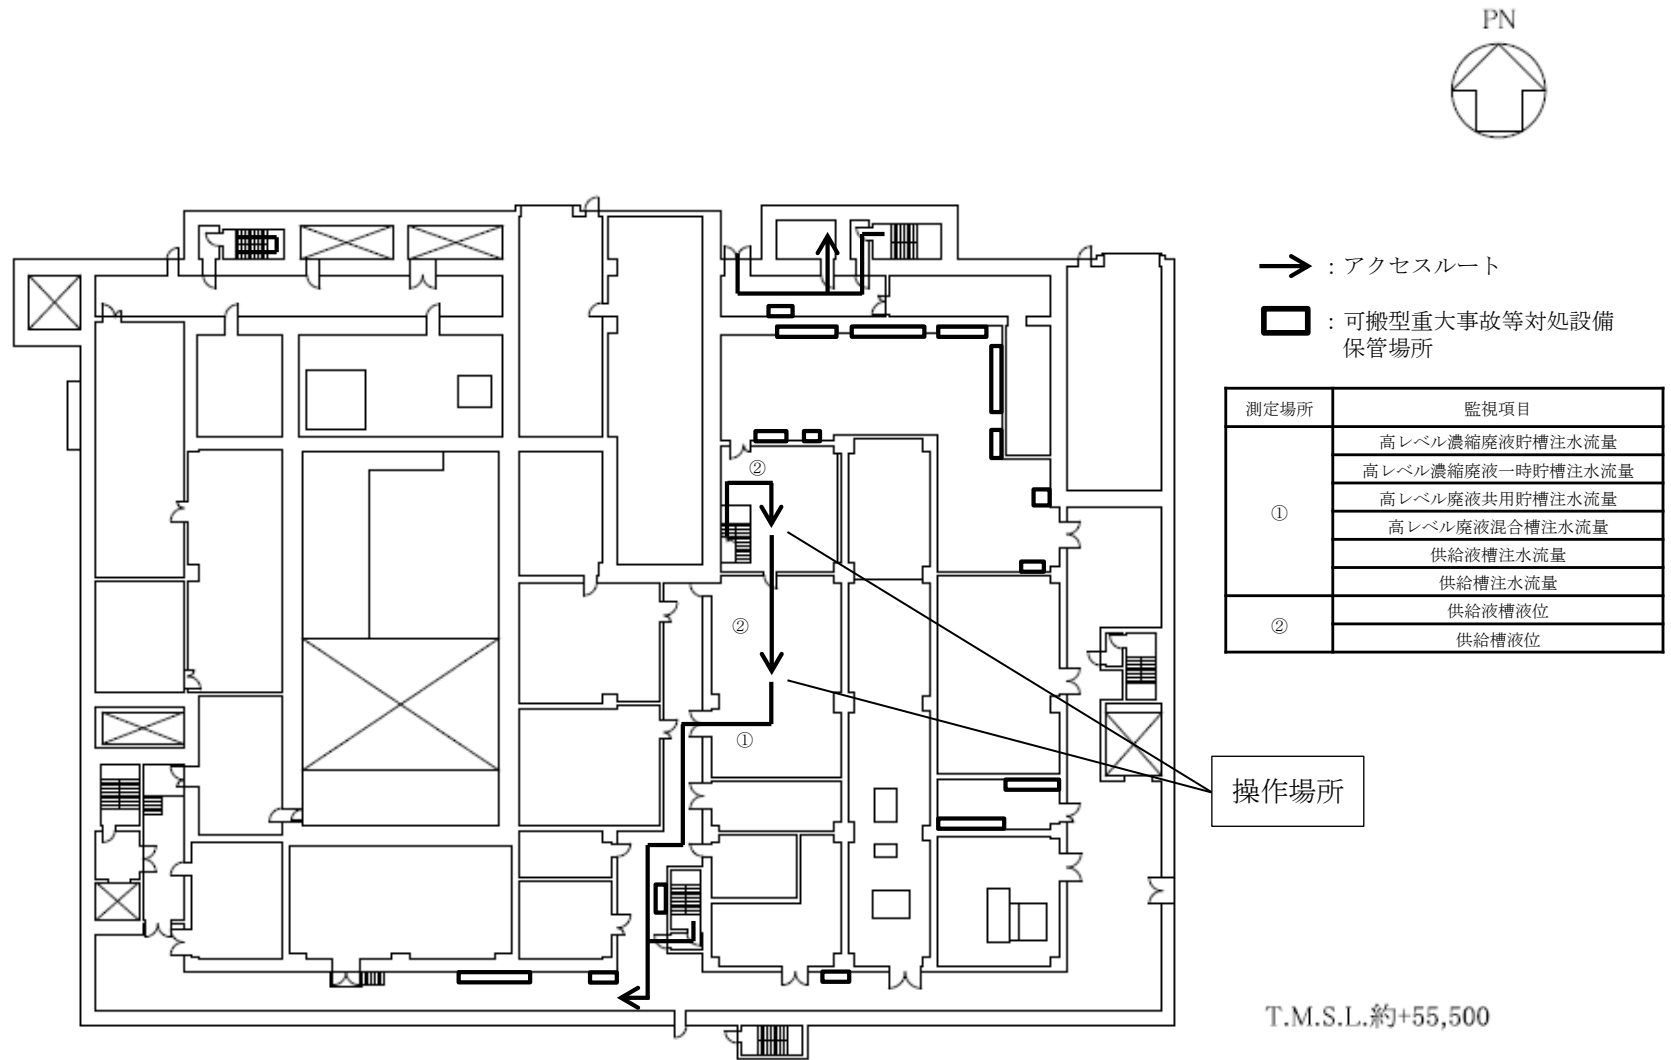 PN
: アクセスルート
: 可搬型重大事故等対処設備
保管場所
測定場所 監視項目
① 高レベル濃縮廃液貯槽注水流量
高レベル濃縮廃液一時貯槽注水流量
高レベル廃液共用貯槽注水流量
高レベル廃液混合槽注水流量
供給液槽注水流量
供給槽注水流量
② 供給液槽液位
供給槽液位
②
②
①
操作場所
T.M.S.L.約+55,500